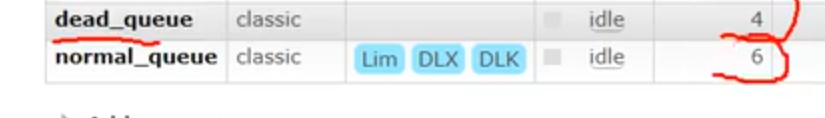 dead_queue classic idle 4
normal_queue classic Lim DLX DLK idle 6